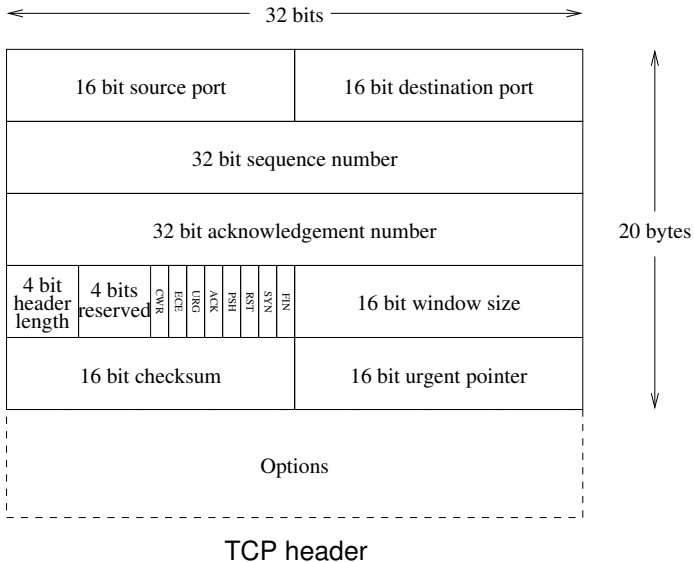 32 bits
16 bit source port
16 bit destination port
32 bit sequence number
32 bit acknowledgement number
20 bytes
4 bit
header
length
4 bits
reserved
CWR
ECE
URG
ACK
PSH
RST
SYN
FIN
16 bit window size
16 bit checksum
16 bit urgent pointer
Options
TCP header